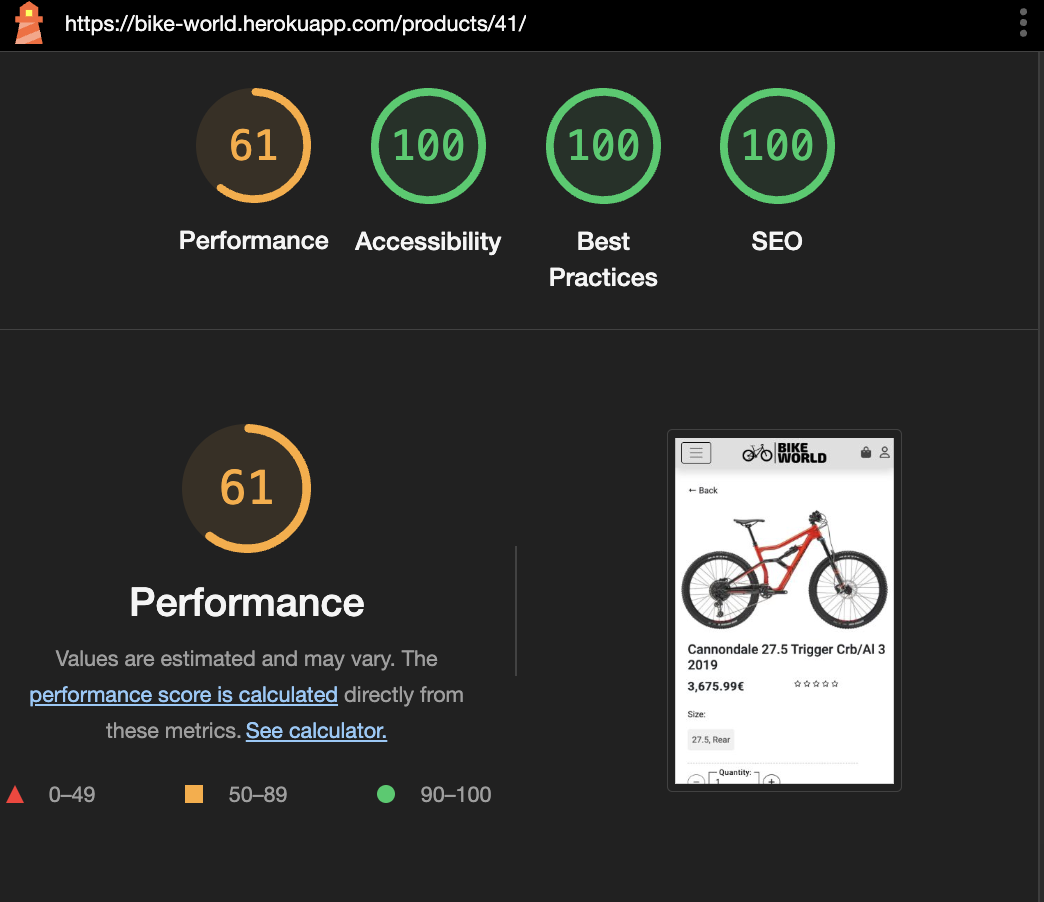 https://bike-world.herokuapp.com/products/41/
61
100
100
100
Performance
Accessibility
Best
Practices
SEO
61
Performance
Values are estimated and may vary. The
performance score is calculated directly from
these metrics. See calculator.
0–49
50–89
90–100
BIKE
WORLD
← Back
Cannondale 27.5 Trigger Crb/Al 3
2019
3,675.99€
Size:
27.5, Rear
Quantity:
1